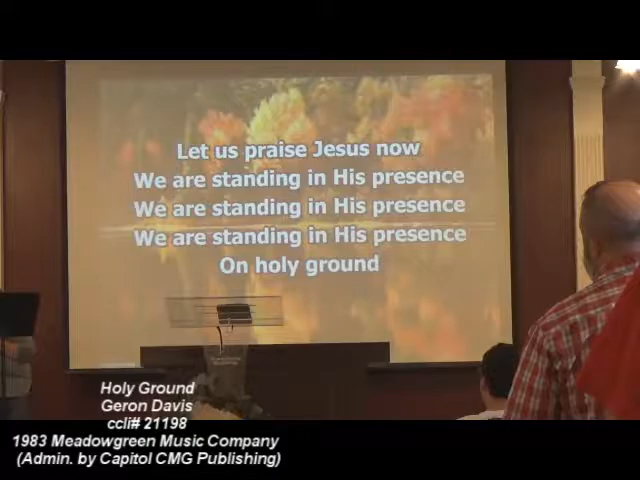 Let us praise Jesus now
We are standing in His presence
We are standing in His presence
We are standing in His presence
On holy ground
Holy Ground
Geron Davis
ccli# 21198
1983 Meadowgreen Music Company
(Admin. by Capitol CMG Publishing)